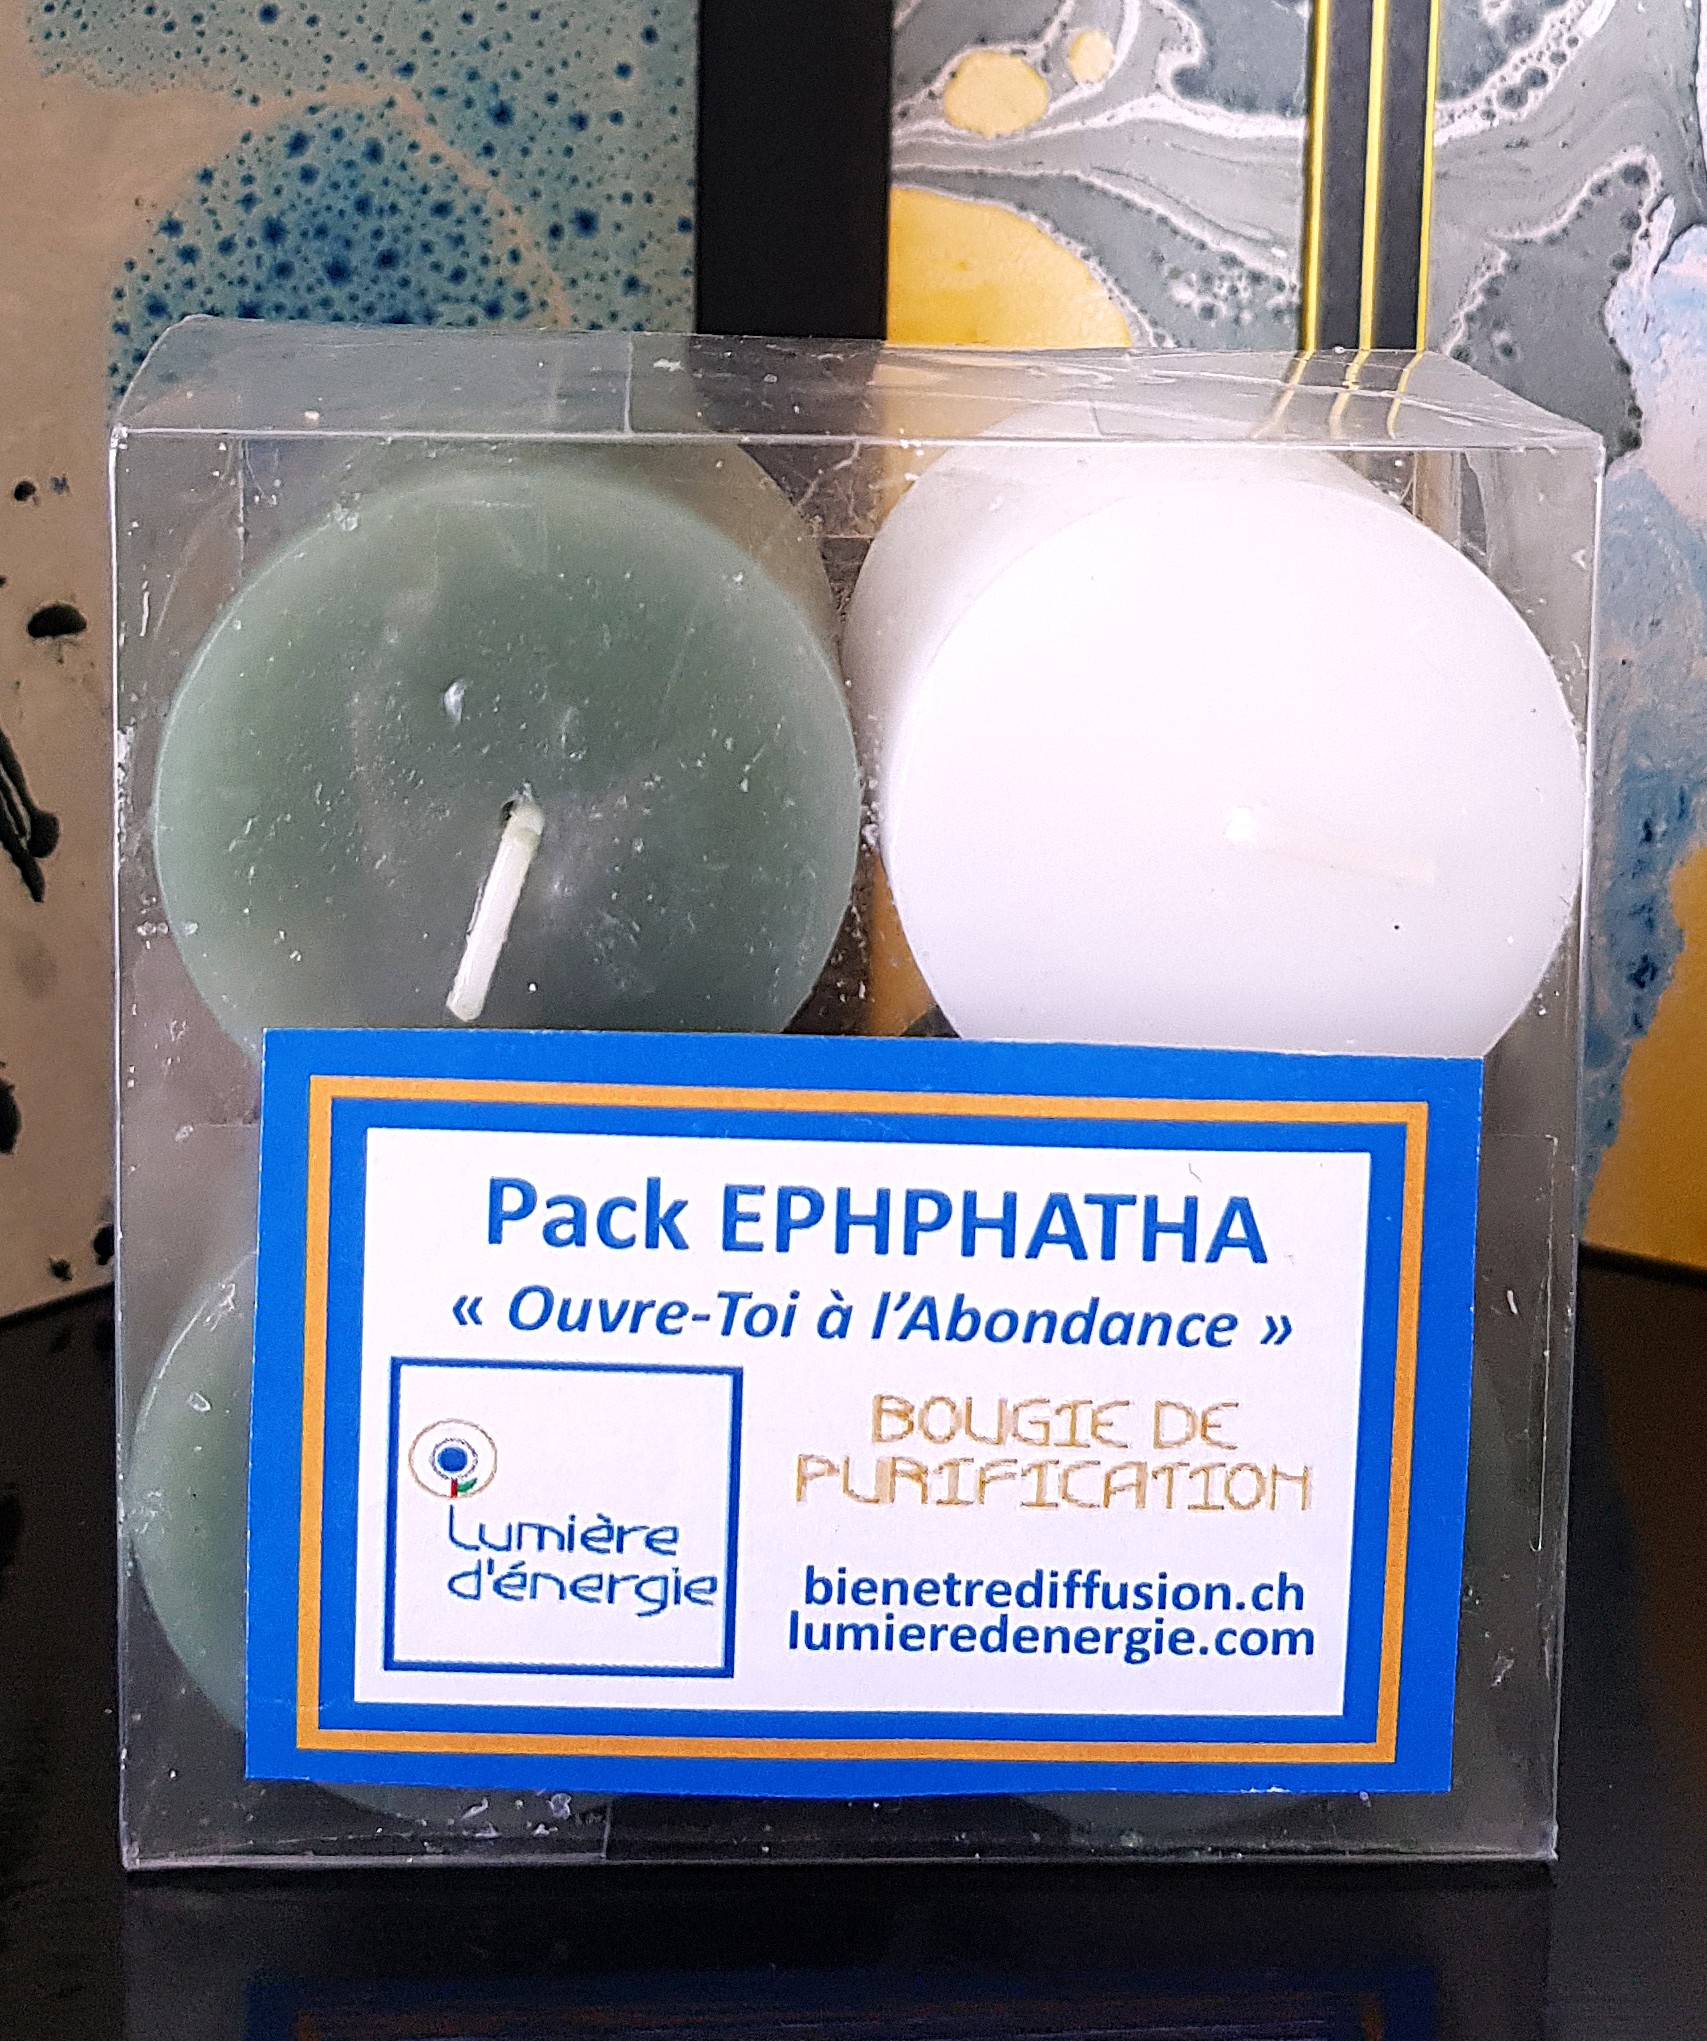 Pack EPHPHATHA
« Ouvre-Toi à l'Abondance »
Lumière
d'énergie
BOUGIE DE
PURIFICATION
bienetrediffusion.ch
lumieredenergie.com